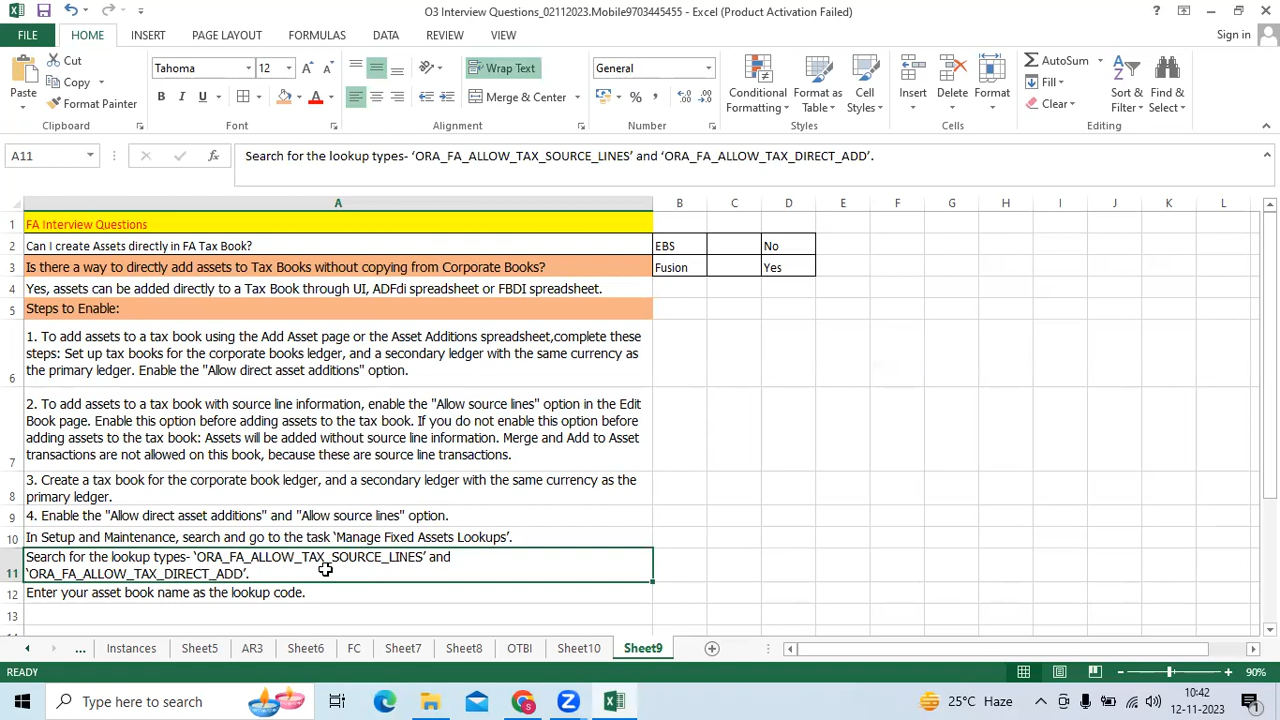 O3 Interview Questions_02112023.Mobile9703445455 - Excel (Product Activation Failed)
FILE HOME INSERT PAGE LAYOUT FORMULAS DATA REVIEW VIEW Sign in
Paste Cut Copy Format Painter Clipboard
Tahoma 12 Font
Wrap Text Merge & Center Alignment
General Number
Conditional Formatting Format as Table Cell Styles Styles
Insert Delete Format Cells
AutoSum Fill Clear Sort & Filter Find & Select Editing
A11 Search for the lookup types- ‘ORA_FA_ALLOW_TAX_SOURCE_LINES’ and ‘ORA_FA_ALLOW_TAX_DIRECT_ADD’.
A B C D E F G H I J K L
1 FA Interview Questions
2 Can I create Assets directly in FA Tax Book? EBS No
3 Is there a way to directly add assets to Tax Books without copying from Corporate Books? Fusion Yes
4 Yes, assets can be added directly to a Tax Book through UI, ADFdi spreadsheet or FBDI spreadsheet.
5 Steps to Enable:
1. To add assets to a tax book using the Add Asset page or the Asset Additions spreadsheet,complete these
steps: Set up tax books for the corporate books ledger, and a secondary ledger with the same currency as
6 the primary ledger. Enable the "Allow direct asset additions" option.
2. To add assets to a tax book with source line information, enable the "Allow source lines" option in the Edit
Book page. Enable this option before adding assets to the tax book. If you do not enable this option before
adding assets to the tax book: Assets will be added without source line information. Merge and Add to Asset
7 transactions are not allowed on this book, because these are source line transactions.
3. Create a tax book for the corporate book ledger, and a secondary ledger with the same currency as the
8 primary ledger.
9 4. Enable the "Allow direct asset additions" and "Allow source lines" option.
10 In Setup and Maintenance, search and go to the task ‘Manage Fixed Assets Lookups’.
Search for the lookup types- ‘ORA_FA_ALLOW_TAX_SOURCE_LINES’ and
11 ‘ORA_FA_ALLOW_TAX_DIRECT_ADD’.
12 Enter your asset book name as the lookup code.
13
... Instances Sheet5 AR3 Sheet6 FC Sheet7 Sheet8 OTBI Sheet10 Sheet9
READY 90%
Type here to search 25°C Haze 10:42
12-11-2023